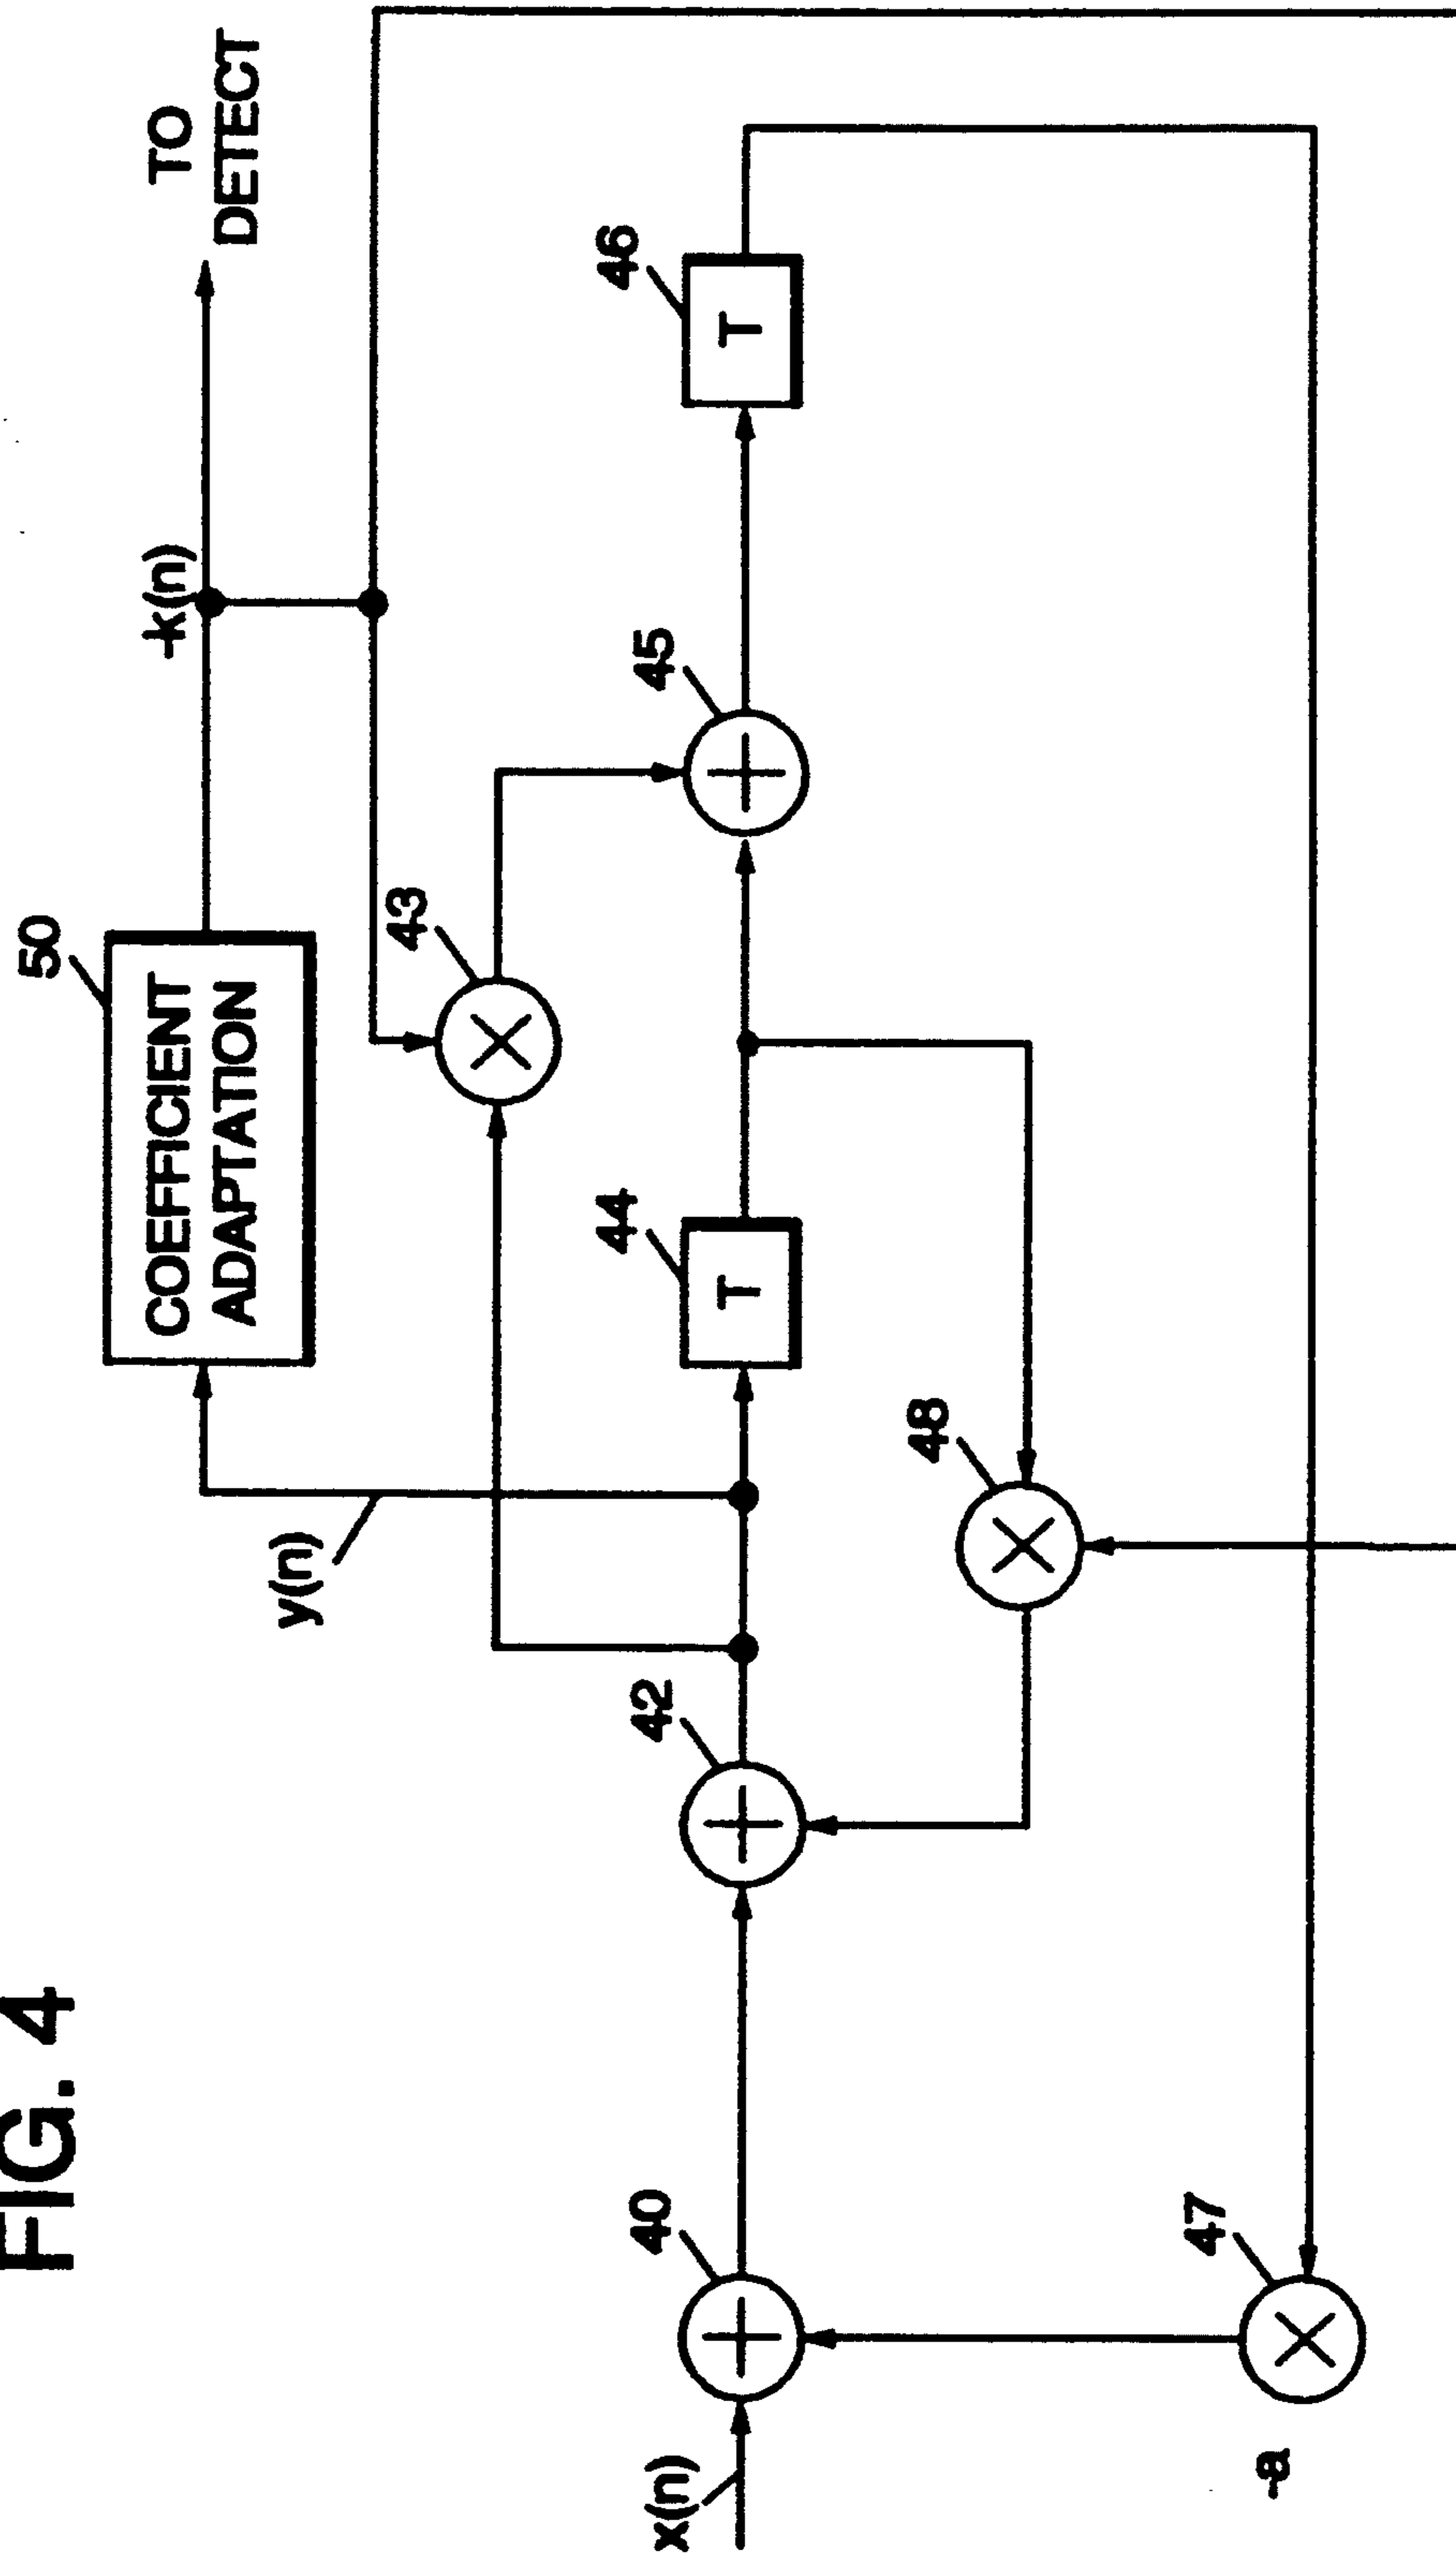 FIG. 4
50
COEFFICIENT
ADAPTATION
-k(n)
TO
DETECT
y(n)
43
x(n)
40
42
44
T
45
46
T
48
47
-a